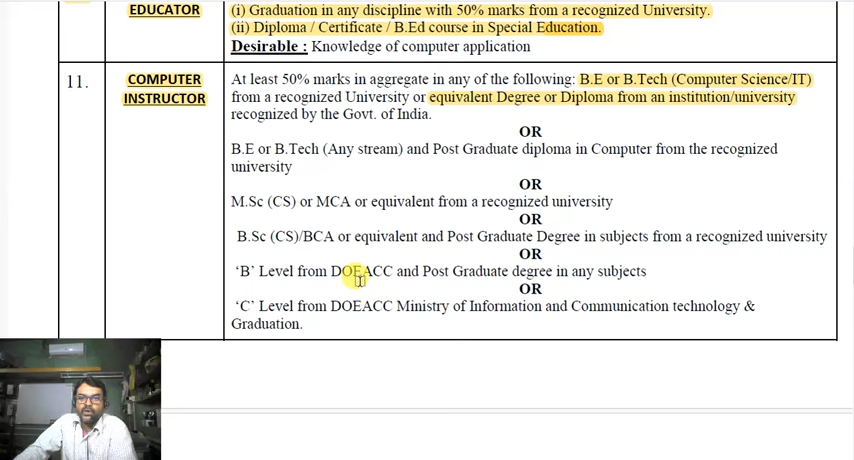 EDUCATOR
(i) Graduation in any discipline with 50% marks from a recognized University.
(ii) Diploma / Certificate / B.Ed course in Special Education.
Desirable : Knowledge of computer application
11.
COMPUTER
INSTRUCTOR
At least 50% marks in aggregate in any of the following: B.E or B.Tech (Computer Science/IT)
from a recognized University or equivalent Degree or Diploma from an institution/university
recognized by the Govt. of India.
OR
B.E or B.Tech (Any stream) and Post Graduate diploma in Computer from the recognized
university
OR
M.Sc (CS) or MCA or equivalent from a recognized university
OR
B.Sc (CS)/BCA or equivalent and Post Graduate Degree in subjects from a recognized university
OR
‘B’ Level from DOEACC and Post Graduate degree in any subjects
OR
‘C’ Level from DOEACC Ministry of Information and Communication technology &
Graduation.